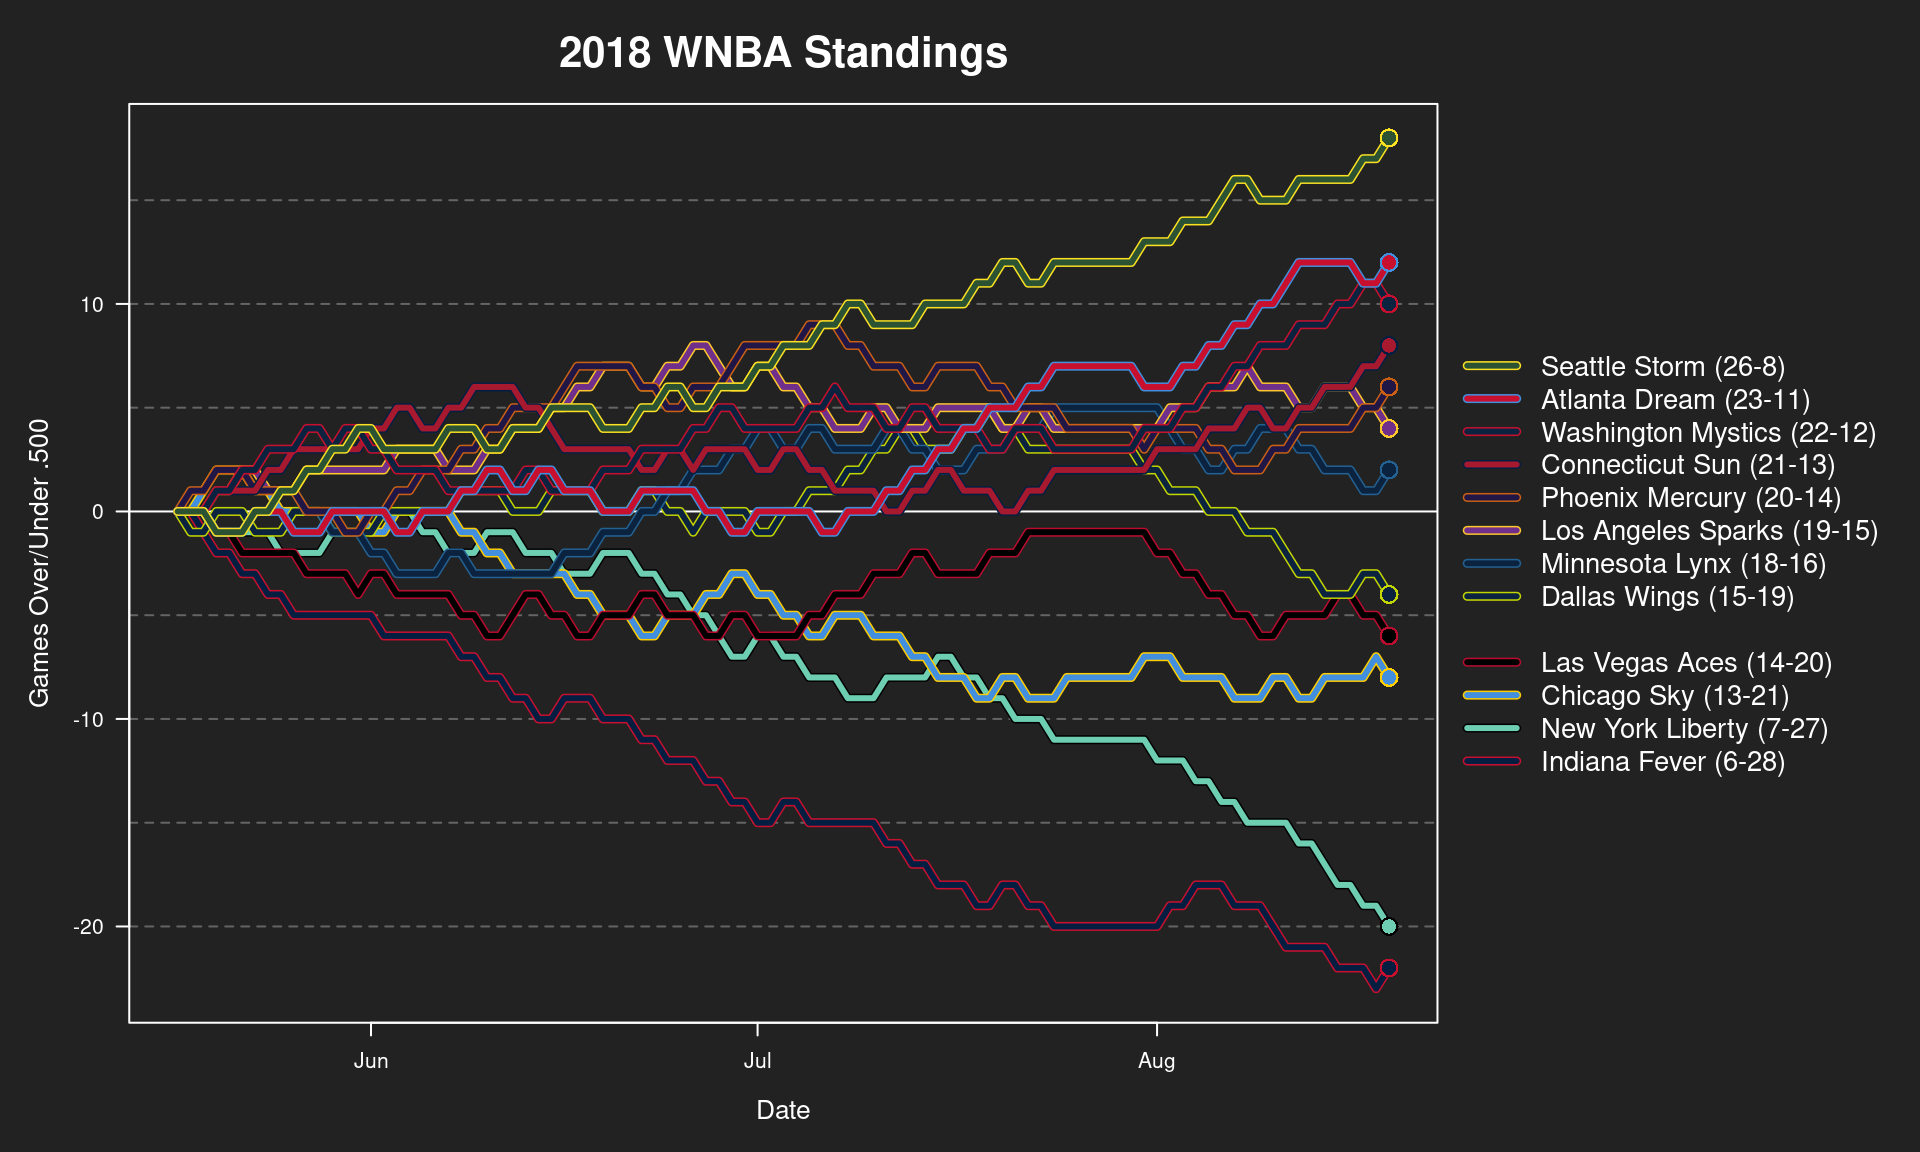 2018 WNBA Standings
Games Over/Under .500
10
0
-10
-20
Jun
Jul
Aug
Date
Seattle Storm (26-8)
Atlanta Dream (23-11)
Washington Mystics (22-12)
Connecticut Sun (21-13)
Phoenix Mercury (20-14)
Los Angeles Sparks (19-15)
Minnesota Lynx (18-16)
Dallas Wings (15-19)
Las Vegas Aces (14-20)
Chicago Sky (13-21)
New York Liberty (7-27)
Indiana Fever (6-28)